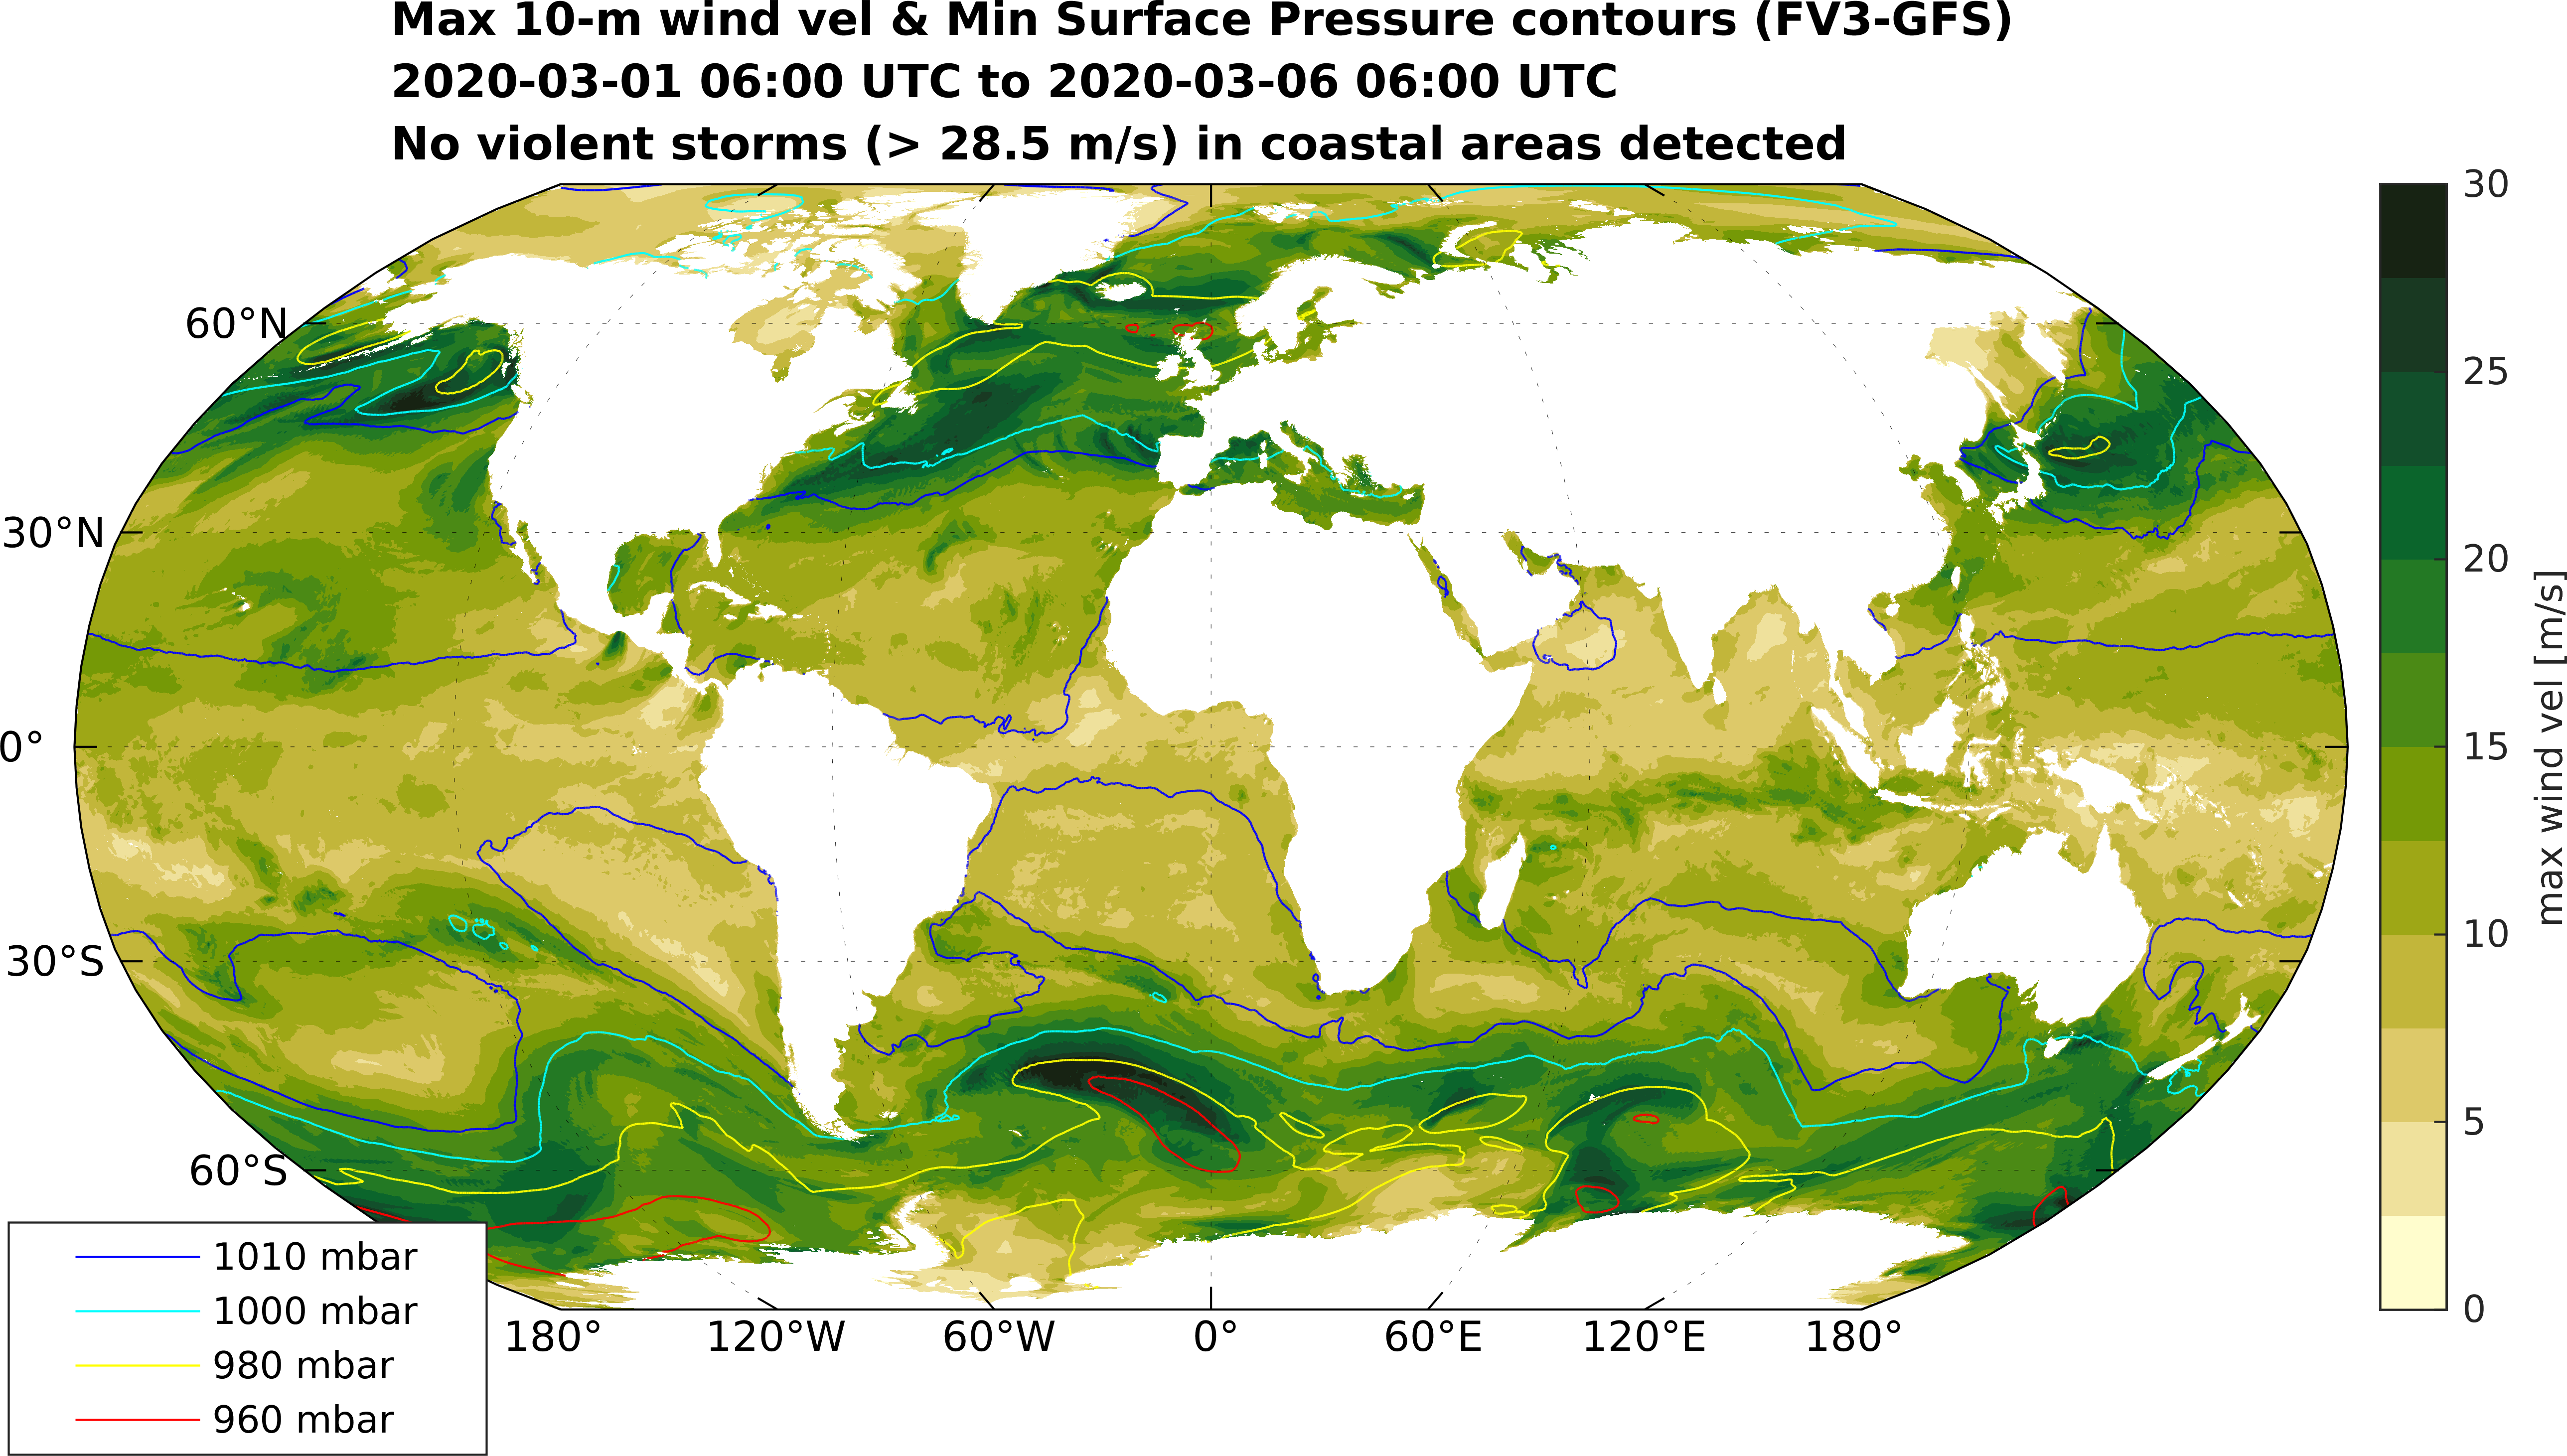 Max 10-m wind vel & Min Surface Pressure contours (FV3-GFS)
2020-03-01 06:00 UTC to 2020-03-06 06:00 UTC
No violent storms (> 28.5 m/s) in coastal areas detected
60°N
30°N
0°
30°S
60°S
180°
120°W
60°W
0°
60°E
120°E
180°
30
25
20
15
10
5
0
max wind vel [m/s]
1010 mbar
1000 mbar
980 mbar
960 mbar